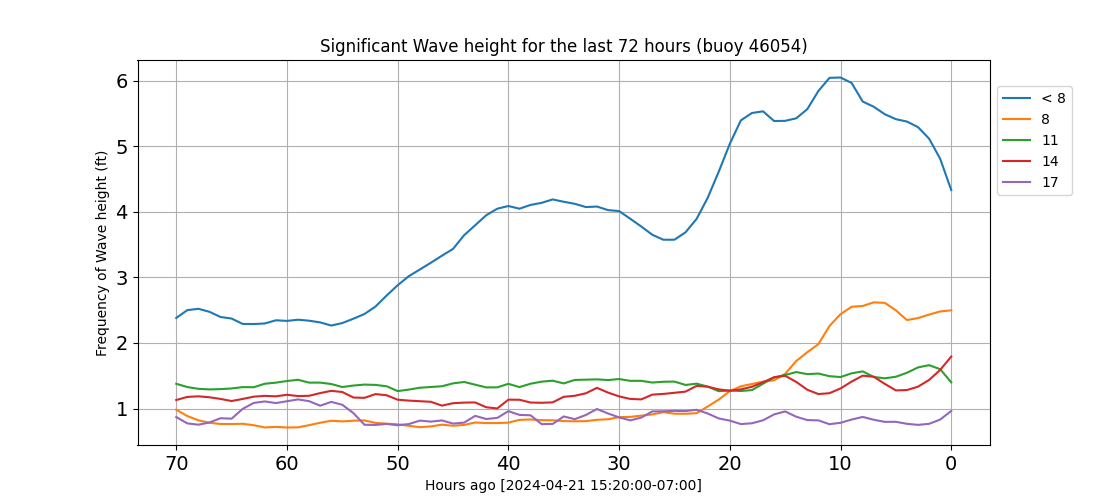 Significant Wave height for the last 72 hours (buoy 46054)
Frequency of Wave height (ft)
6
5
4
3
2
1
70 60 50 40 30 20 10 0
Hours ago [2024-04-21 15:20:00-07:00]
< 8
8
11
14
17